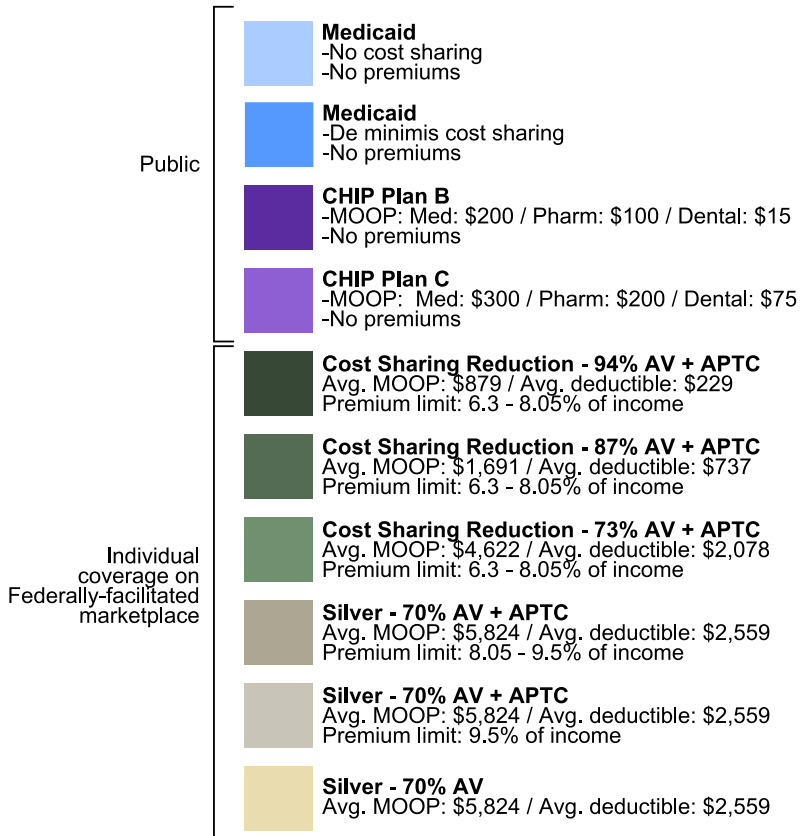 Public
Medicaid
-No cost sharing
-No premiums
Medicaid
-De minimis cost sharing
-No premiums
CHIP Plan B
-MOOP: Med: $200 / Pharm: $100 / Dental: $15
-No premiums
CHIP Plan C
-MOOP:  Med: $300 / Pharm: $200 / Dental: $75
-No premiums
Individual
coverage on
Federally-facilitated
marketplace
Cost Sharing Reduction - 94% AV + APTC
Avg. MOOP: $879 / Avg. deductible: $229
Premium limit: 6.3 - 8.05% of income
Cost Sharing Reduction - 87% AV + APTC
Avg. MOOP: $1,691 / Avg. deductible: $737
Premium limit: 6.3 - 8.05% of income
Cost Sharing Reduction - 73% AV + APTC
Avg. MOOP: $4,622 / Avg. deductible: $2,078
Premium limit: 6.3 - 8.05% of income
Silver - 70% AV + APTC
Avg. MOOP: $5,824 / Avg. deductible: $2,559
Premium limit: 8.05 - 9.5% of income
Silver - 70% AV + APTC
Avg. MOOP: $5,824 / Avg. deductible: $2,559
Premium limit: 9.5% of income
Silver - 70% AV
Avg. MOOP: $5,824 / Avg. deductible: $2,559